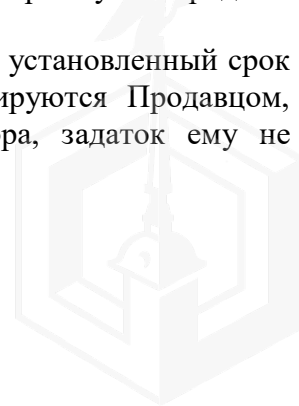 установленный срок
ируются Продавцом,
ра, задаток ему не